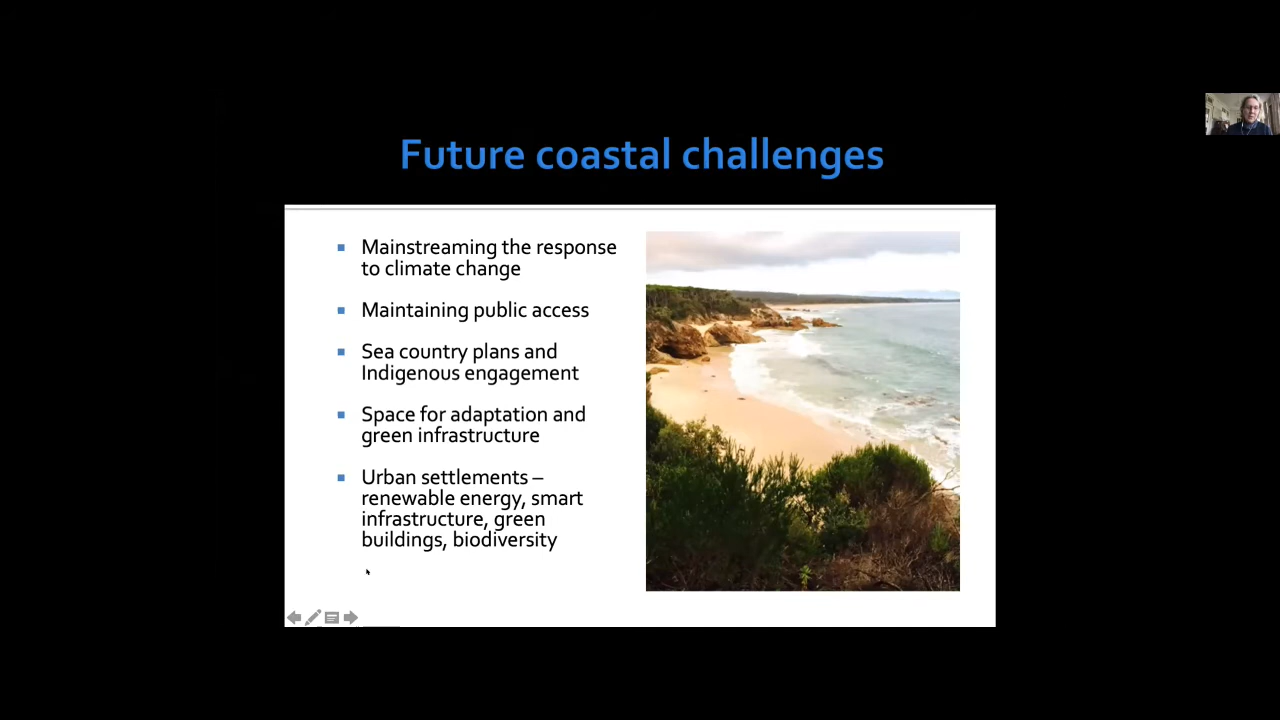 Future coastal challenges
Mainstreaming the response
to climate change
Maintaining public access
Sea country plans and
Indigenous engagement
Space for adaptation and
green infrastructure
Urban settlements –
renewable energy, smart
infrastructure, green
buildings, biodiversity